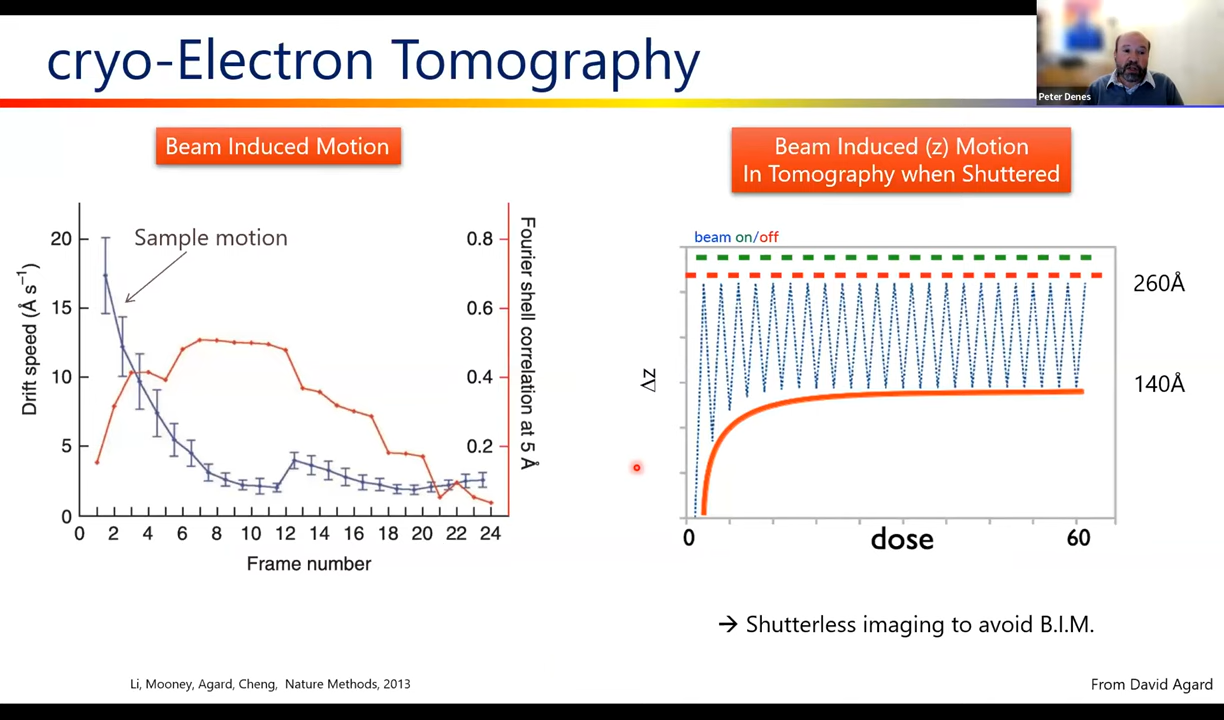 cryo-Electron Tomography
Peter Denes
Beam Induced Motion
Beam Induced (z) Motion
In Tomography when Shuttered
Sample motion
Drift speed (Å s⁻¹)
20
15
10
5
0
0 2 4 6 8 10 12 14 16 18 20 22 24
Frame number
0.8
0.6
0.4
0.2
Fourier shell correlation at 5 Å
beam on/off
260Å
140Å
Δz
0
dose
60
→ Shutterless imaging to avoid B.I.M.
Li, Mooney, Agard, Cheng, Nature Methods, 2013
From David Agard